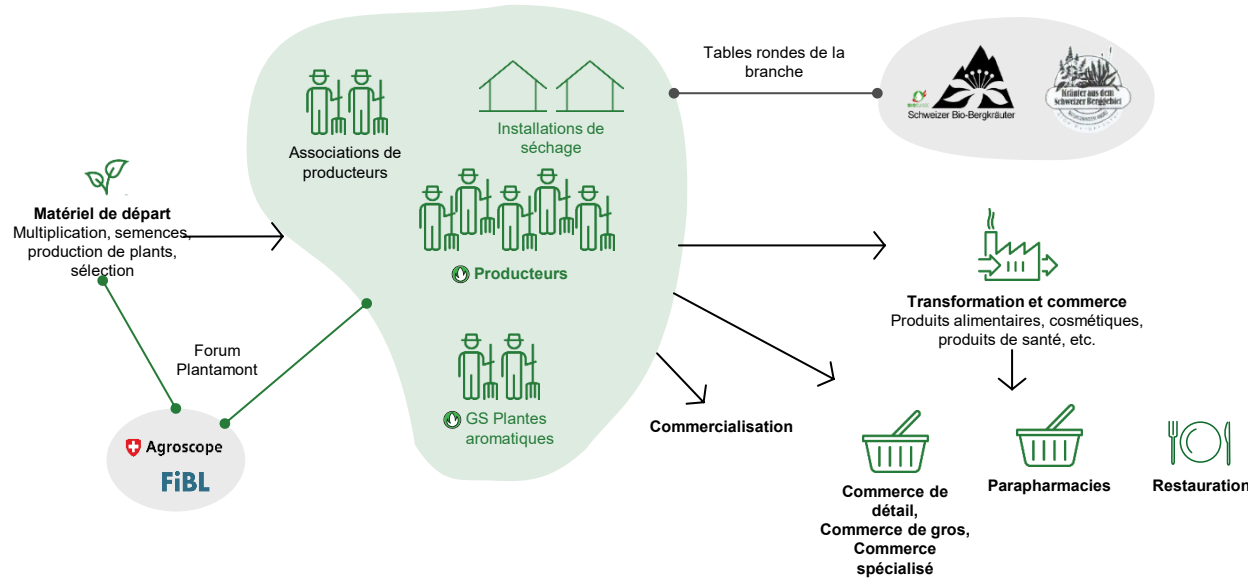 Tables rondes de la
branche
Schweizer Bio-Bergkräuter
Kräuter aus dem
Schweizer Berggebiet
Installations de
séchage
Associations de
producteurs
Matériel de départ
Multiplication, semences,
production de plants,
sélection
Producteurs
Transformation et commerce
Produits alimentaires, cosmétiques,
produits de santé, etc.
Forum
Plantamont
GS Plantes
aromatiques
Commercialisation
Agroscope
FiBL
Commerce de
détail,
Commerce de gros,
Commerce
spécialisé
Parapharmacies
Restauration